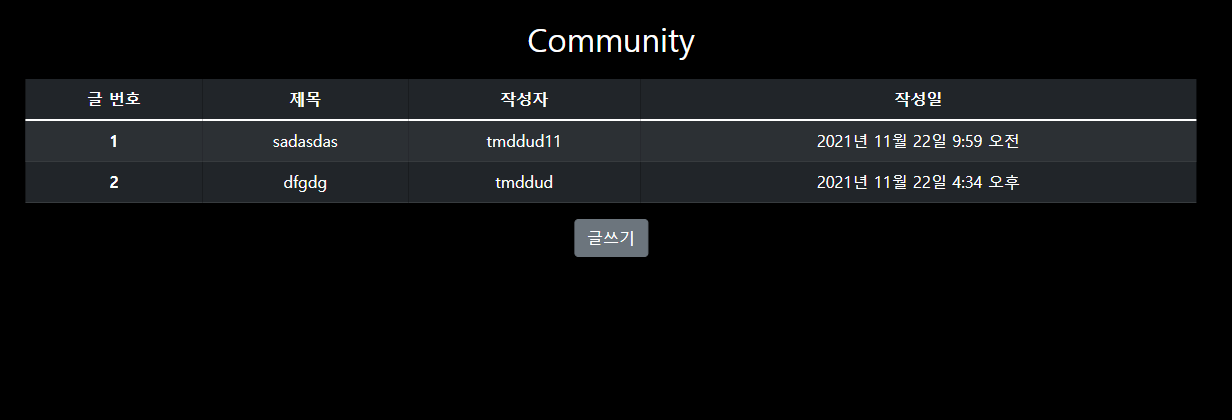 Community
글 번호 제목 작성자 작성일
1 sadasdas tmddud11 2021년 11월 22일 9:59 오전
2 dfgdg tmddud 2021년 11월 22일 4:34 오후
글쓰기